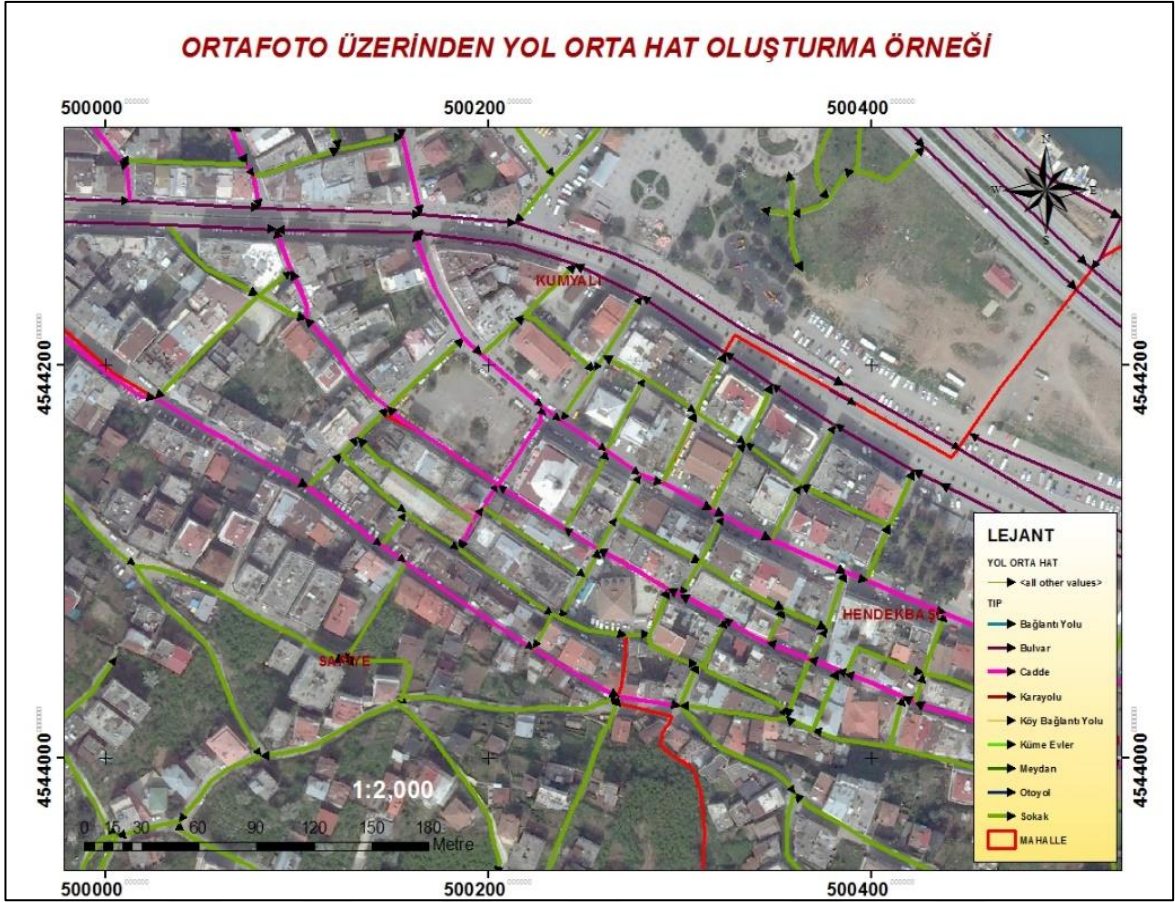 ORTAFOTO ÜZERİNDEN YOL ORTA HAT OLUŞTURMA ÖRNEĞİ
500000 500200 500400
N
W E
S
KUMYALI
4544200 4544200
HENDEKBAŞI
4544000 4544000
1:2,000
0 15 30 60 90 120 150 180
Metre
LEJANT
YOL ORTA HAT
<all other values>
TIP
Bağlantı Yolu
Bulvar
Cadde
Karayolu
Köy Bağlantı Yolu
Küme Evler
Meydan
Otoyol
Sokak
MAHALLE
500000 500200 500400